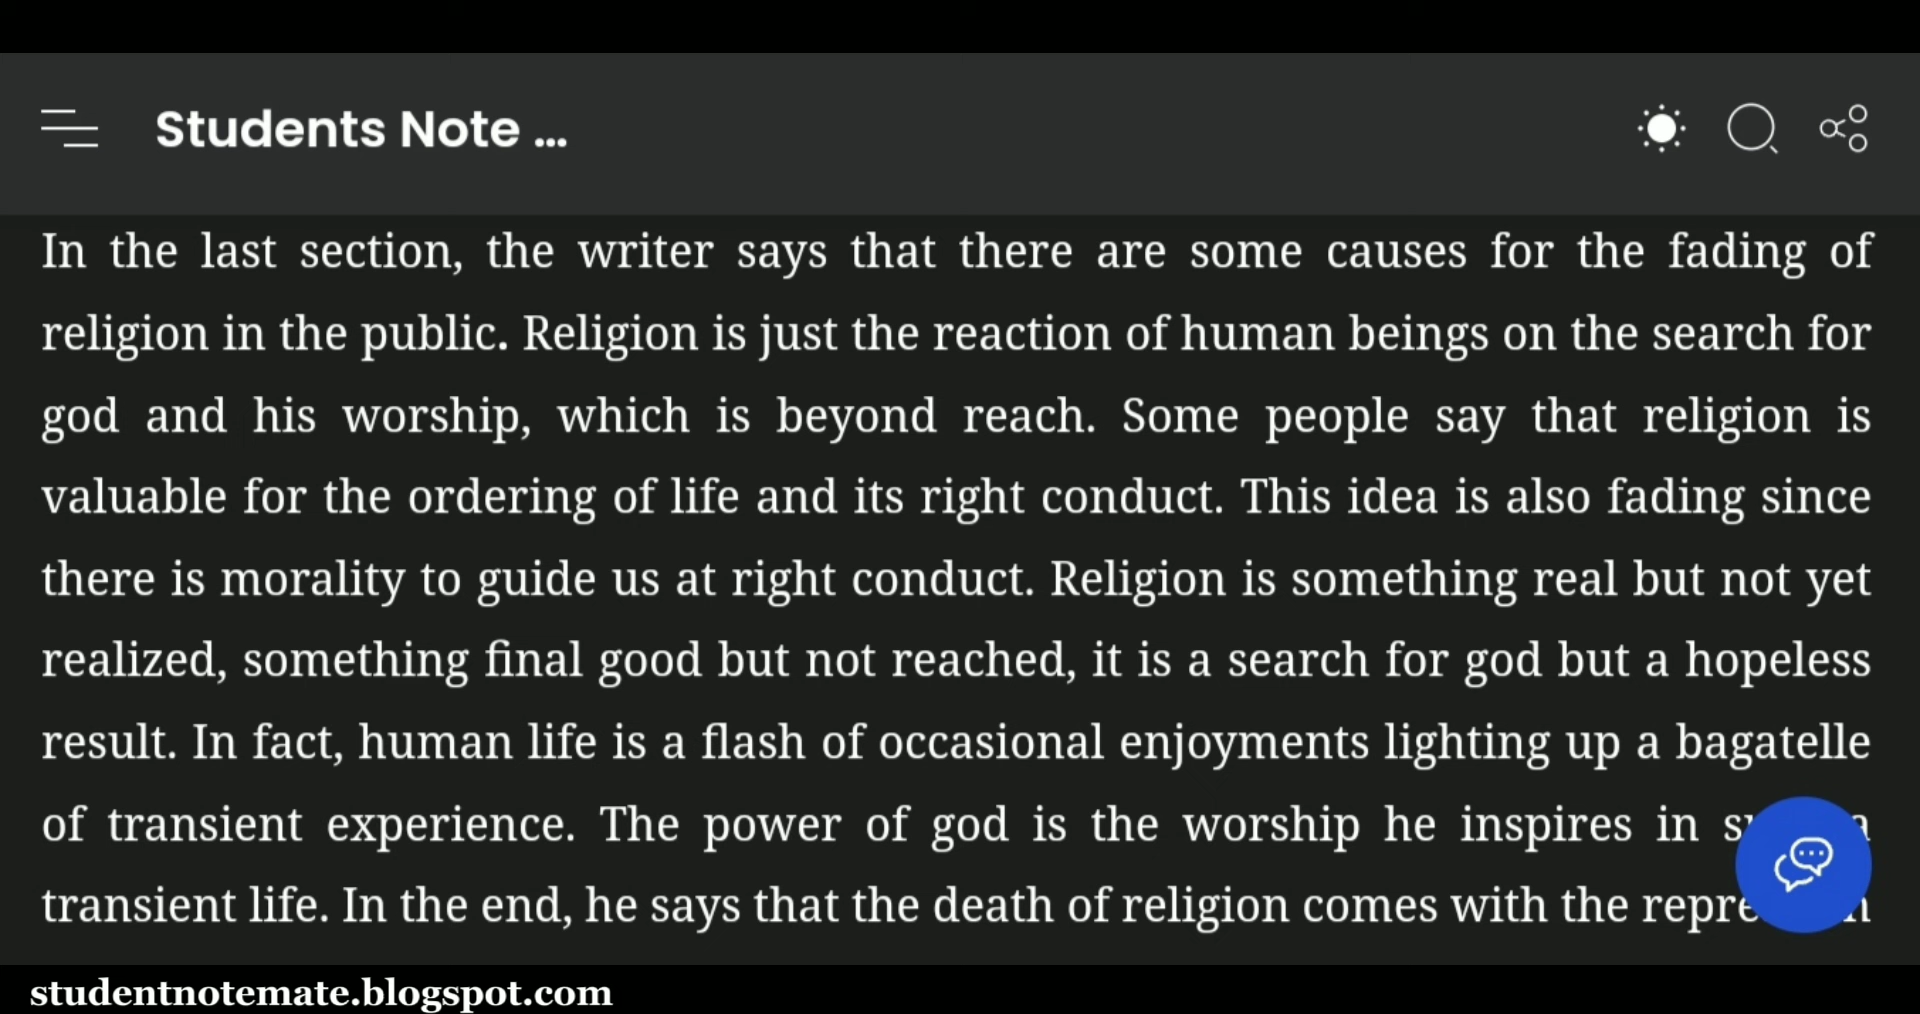 Students Note ...
In the last section, the writer says that there are some causes for the fading of
religion in the public. Religion is just the reaction of human beings on the search for
god and his worship, which is beyond reach. Some people say that religion is
valuable for the ordering of life and its right conduct. This idea is also fading since
there is morality to guide us at right conduct. Religion is something real but not yet
realized, something final good but not reached, it is a search for god but a hopeless
result. In fact, human life is a flash of occasional enjoyments lighting up a bagatelle
of transient experience. The power of god is the worship he inspires in a
transient life. In the end, he says that the death of religion comes with the
studentnotemate.blogspot.com